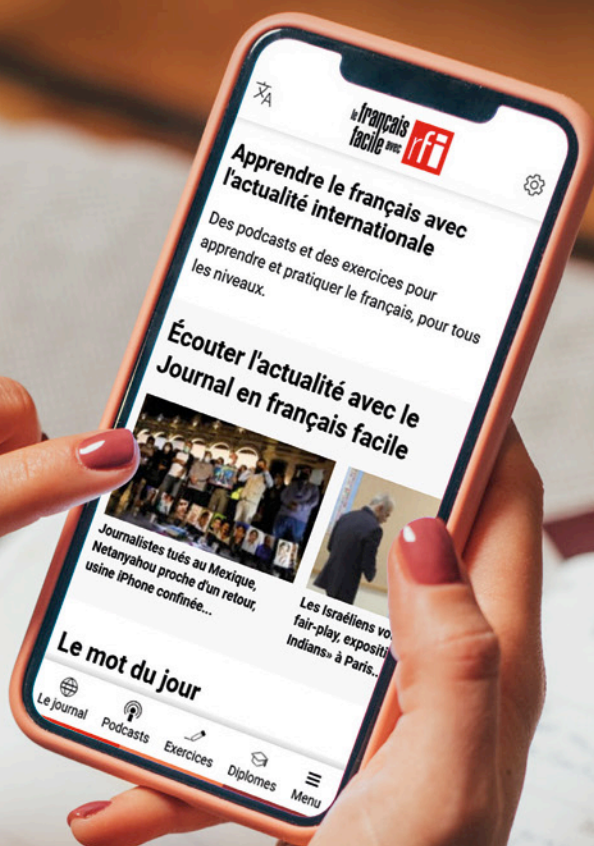 le français
facile avec rfi
Apprendre le français avec
l'actualité internationale
Des podcasts et des exercices pour
apprendre et pratiquer le français, pour tous
les niveaux.
Écouter l'actualité avec le
Journal en français facile
Journalistes tués au Mexique,
Netanyahou proche d'un retour,
usine iPhone confinée...
Les Israéliens vo
fair-play, expositi
Indians» à Paris..
Le mot du jour
Le journal
Podcasts
Exercices
Diplomes
Menu